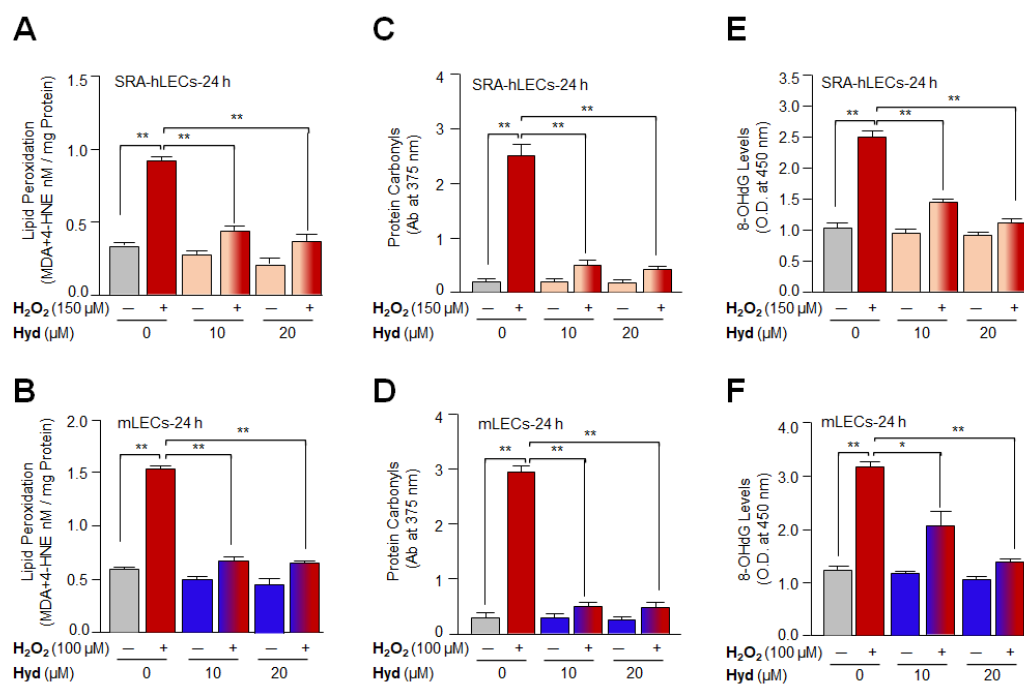 A
SRA-hLECs-24 h
Lipid Peroxidation
(MDA+4-HNE nM / mg Protein)
1.5
1.0
0.5
0.0
** ** **
H₂O₂ (150 µM) — + — + — +
Hyd (µM) 0 10 20
C
SRA-hLECs-24 h
Protein Carbonyls
(Ab at 375 nm)
4
3
2
1
0
** ** **
H₂O₂ (150 µM) — + — + — +
Hyd (µM) 0 10 20
E
SRA-hLECs-24 h
8-OHdG Levels
(O.D. at 450 nm)
3.5
3.0
2.5
2.0
1.5
1.0
0.5
0.0
** ** **
H₂O₂ (150 µM) — + — + — +
Hyd (µM) 0 10 20
B
mLECs-24 h
Lipid Peroxidation
(MDA+4-HNE nM / mg Protein)
2.0
1.5
1.0
0.5
0.0
** ** **
H₂O₂ (100 µM) — + — + — +
Hyd (µM) 0 10 20
D
mLECs-24 h
Protein Carbonyls
(Ab at 375 nm)
4
3
2
1
0
** ** **
H₂O₂ (100 µM) — + — + — +
Hyd (µM) 0 10 20
F
mLECs-24 h
8-OHdG Levels
(O.D. at 450 nm)
4.0
3.0
2.0
1.0
0.0
** * **
H₂O₂ (100 µM) — + — + — +
Hyd (µM) 0 10 20